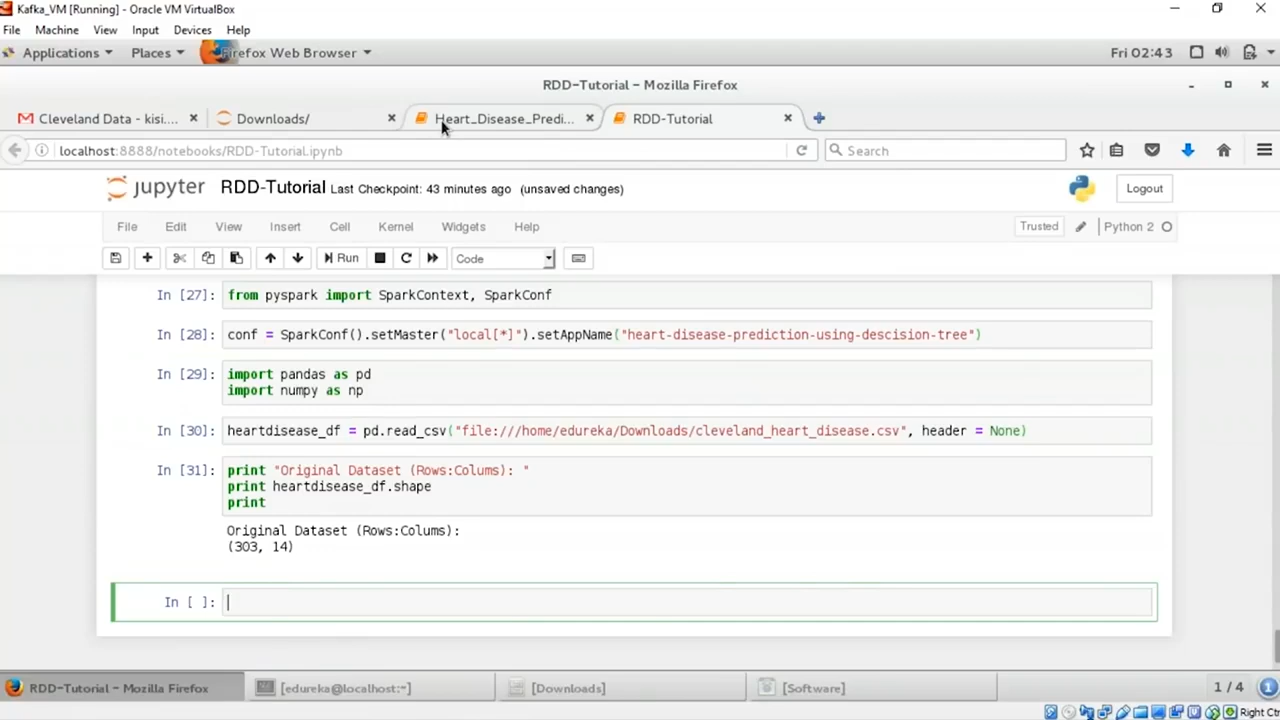 Kafka_VM [Running] - Oracle VM VirtualBox
File Machine View Input Devices Help
Applications Places Firefox Web Browser Fri 02:43
RDD-Tutorial - Mozilla Firefox
Cleveland Data - kisi.... Downloads/ Heart_Disease_Predi... RDD-Tutorial
localhost:8888/notebooks/RDD-Tutorial.ipynb Search
jupyter RDD-Tutorial Last Checkpoint: 43 minutes ago (unsaved changes) Logout
File Edit View Insert Cell Kernel Widgets Help Trusted Python 2
Run Code
In [27]: from pyspark import SparkContext, SparkConf
In [28]: conf = SparkConf().setMaster("local[*]").setAppName("heart-disease-prediction-using-descision-tree")
In [29]: import pandas as pd
import numpy as np
In [30]: heartdisease_df = pd.read_csv("file:///home/edureka/Downloads/cleveland_heart_disease.csv", header = None)
In [31]: print "Original Dataset (Rows:Colums): "
print heartdisease_df.shape
print
Original Dataset (Rows:Colums):
(303, 14)
In [ ]:
RDD-Tutorial - Mozilla Firefox [edureka@localhost:~] [Downloads] [Software] 1 / 4 1
Right Ctr